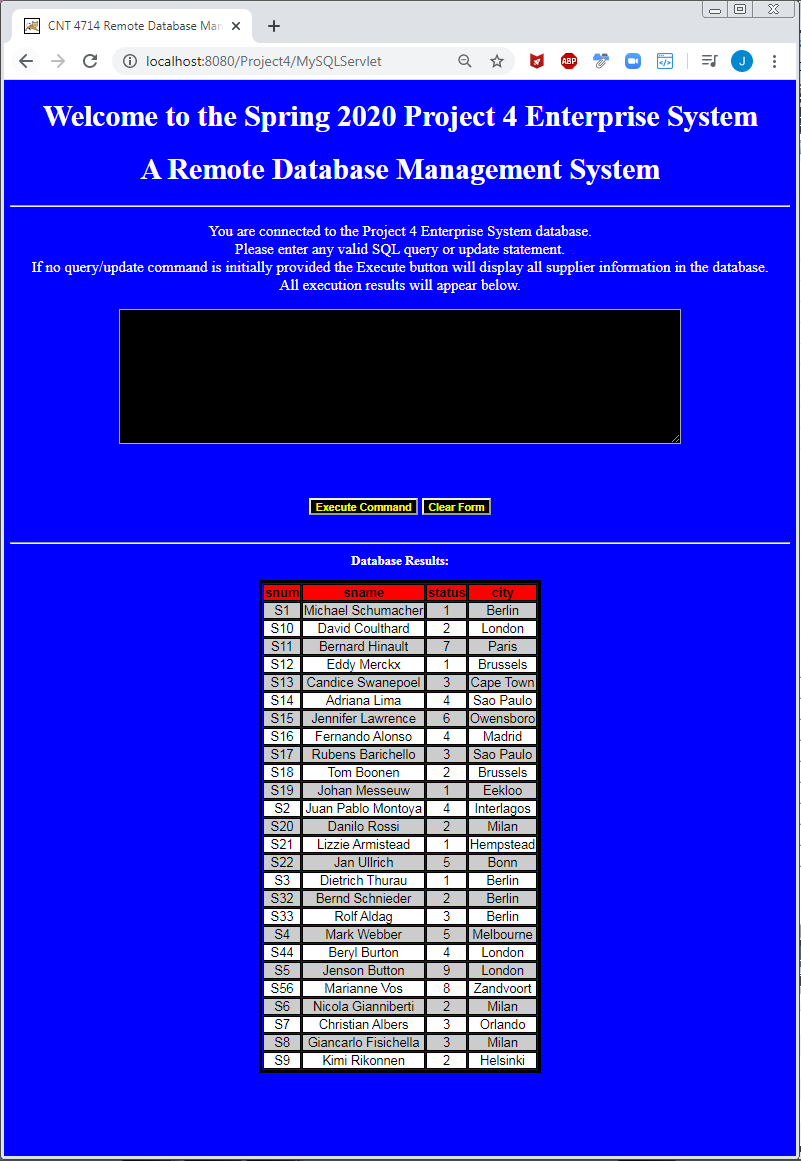 CNT 4714 Remote Database Man
localhost:8080/Project4/MySQLServlet
ABP
J
Welcome to the Spring 2020 Project 4 Enterprise System
A Remote Database Management System
You are connected to the Project 4 Enterprise System database.
Please enter any valid SQL query or update statement.
If no query/update command is initially provided the Execute button will display all supplier information in the database.
All execution results will appear below.
Execute Command Clear Form
Database Results:
snum sname status city
S1 Michael Schumacher 1 Berlin
S10 David Coulthard 2 London
S11 Bernard Hinault 7 Paris
S12 Eddy Merckx 1 Brussels
S13 Candice Swanepoel 3 Cape Town
S14 Adriana Lima 4 Sao Paulo
S15 Jennifer Lawrence 6 Owensboro
S16 Fernando Alonso 4 Madrid
S17 Rubens Barichello 3 Sao Paulo
S18 Tom Boonen 2 Brussels
S19 Johan Messeuw 1 Eekloo
S2 Juan Pablo Montoya 4 Interlagos
S20 Danilo Rossi 2 Milan
S21 Lizzie Armistead 1 Hempstead
S22 Jan Ullrich 5 Bonn
S3 Dietrich Thurau 1 Berlin
S32 Bernd Schnieder 2 Berlin
S33 Rolf Aldag 3 Berlin
S4 Mark Webber 5 Melbourne
S44 Beryl Burton 4 London
S5 Jenson Button 9 London
S56 Marianne Vos 8 Zandvoort
S6 Nicola Gianniberti 2 Milan
S7 Christian Albers 3 Orlando
S8 Giancarlo Fisichella 3 Milan
S9 Kimi Rikonnen 2 Helsinki